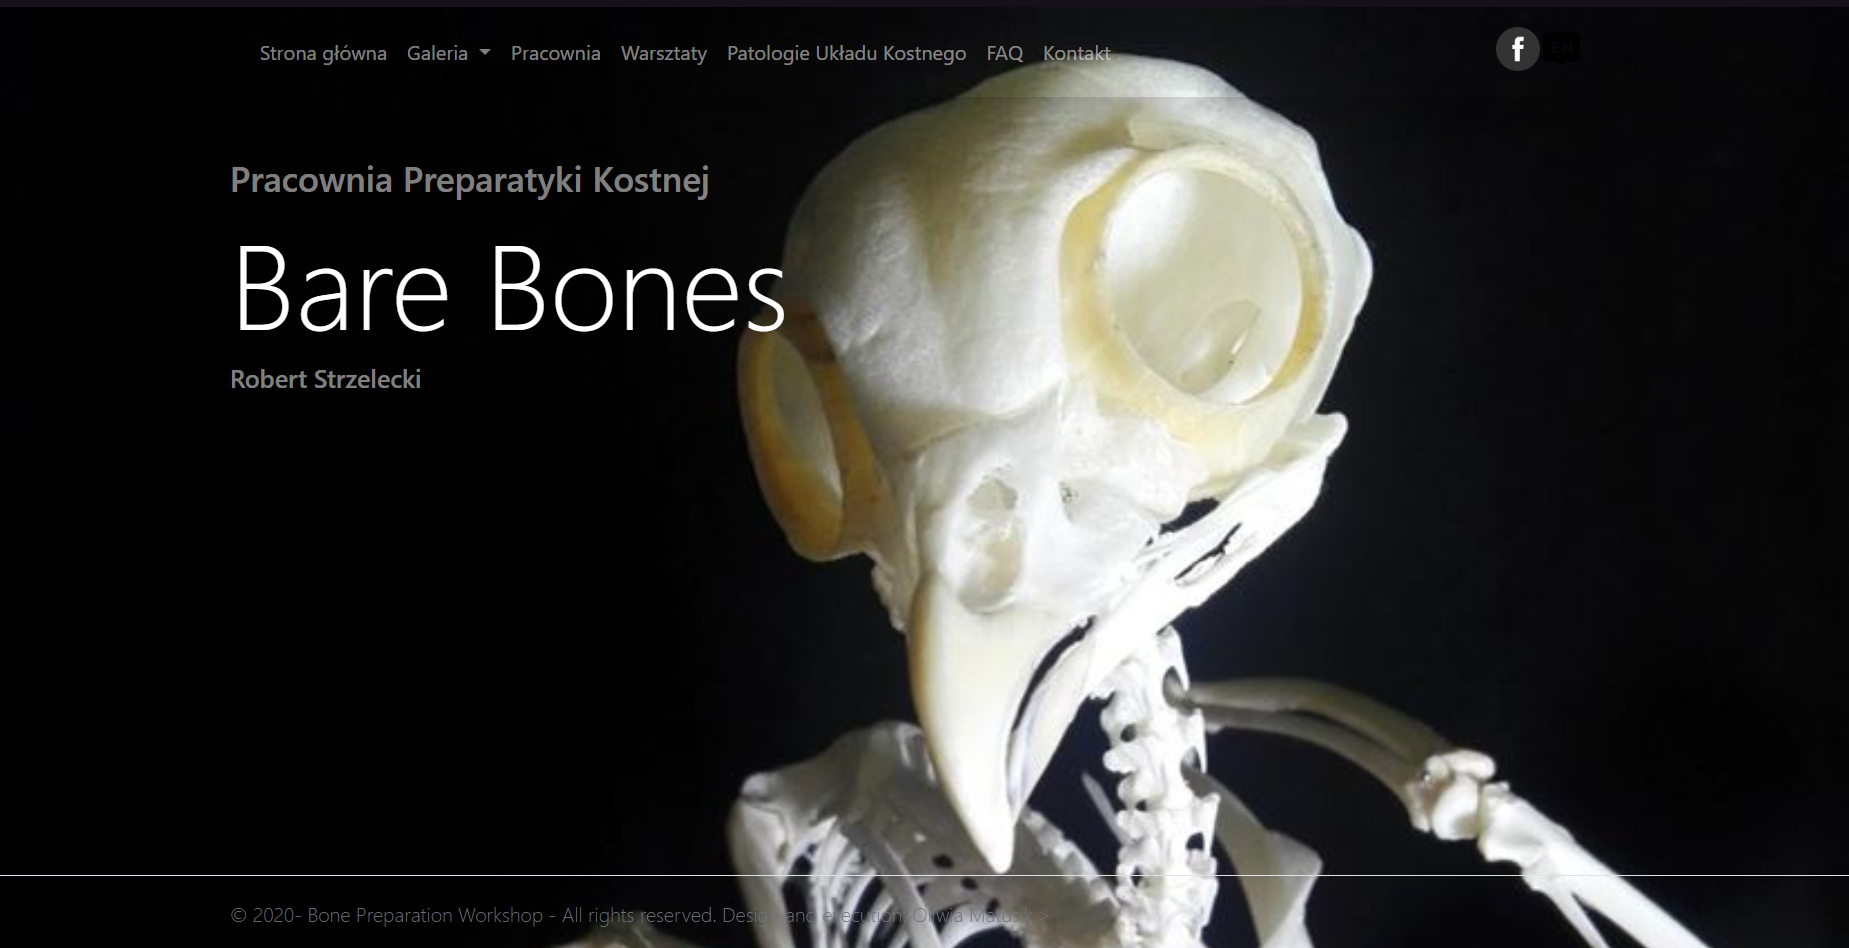 Strona główna Galeria Pracownia Warsztaty Patologie Układu Kostnego FAQ Kontakt
f EN
Pracownia Preparatyki Kostnej
Bare Bones
Robert Strzelecki
© 2020- Bone Preparation Workshop - All rights reserved. Design and execution: Oliwia Matusik >